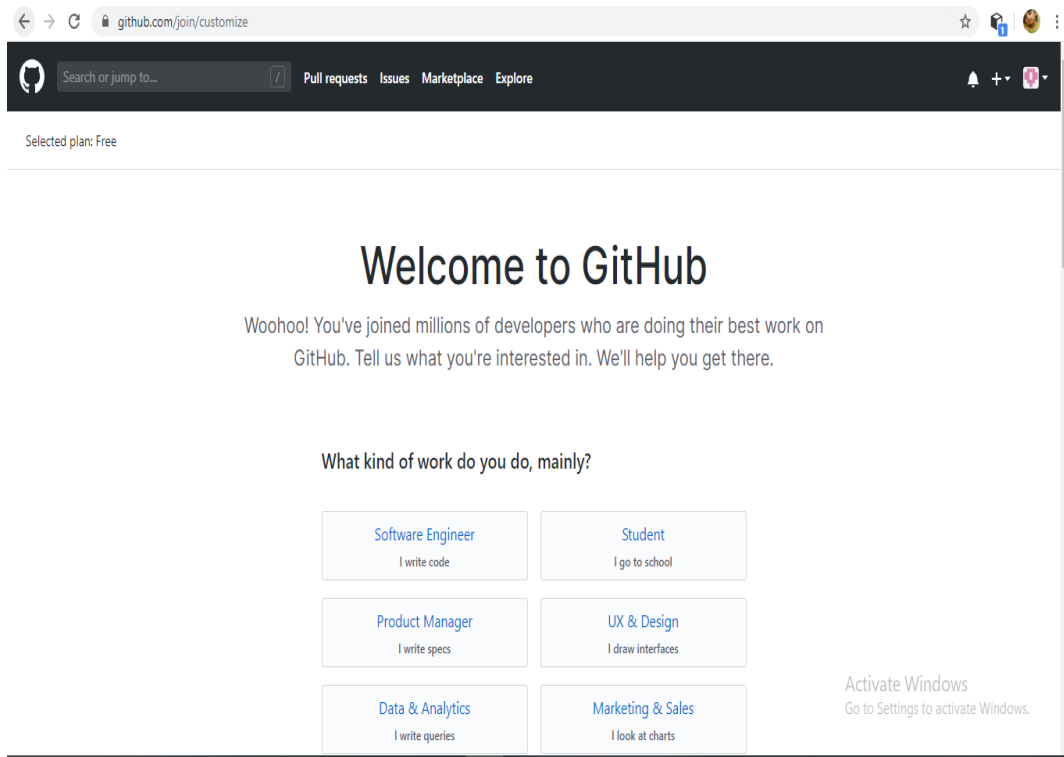 github.com/join/customize
1
Search or jump to... / Pull requests Issues Marketplace Explore
Selected plan: Free
Welcome to GitHub
Woohoo! You've joined millions of developers who are doing their best work on
GitHub. Tell us what you're interested in. We'll help you get there.
What kind of work do you do, mainly?
Software Engineer
I write code
Student
I go to school
Product Manager
I write specs
UX & Design
I draw interfaces
Data & Analytics
I write queries
Marketing & Sales
I look at charts
Activate Windows
Go to Settings to activate Windows.